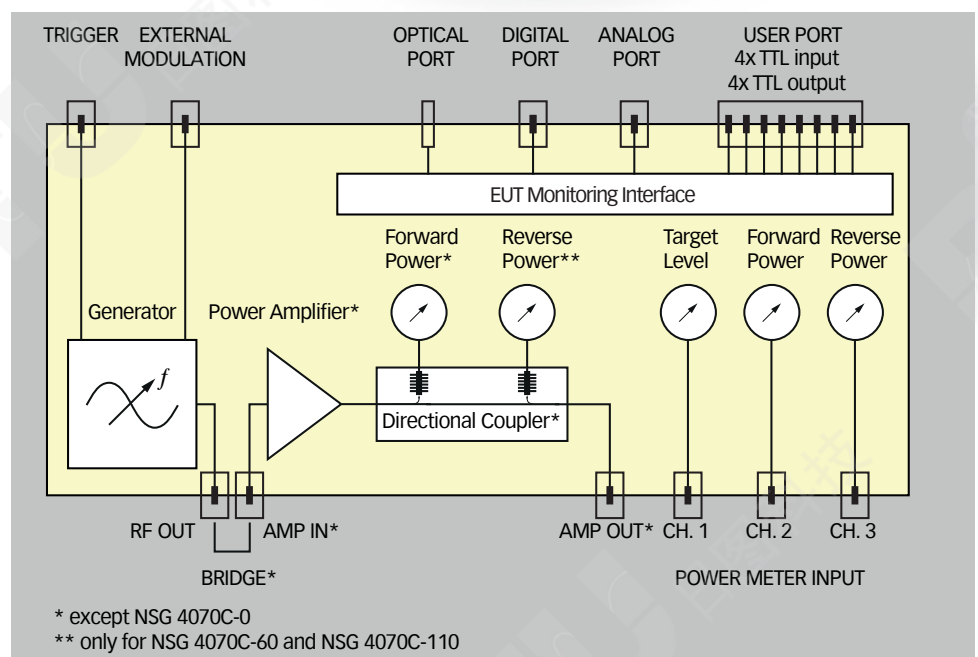 TRIGGER
EXTERNAL
MODULATION
OPTICAL
PORT
DIGITAL
PORT
ANALOG
PORT
USER PORT
4x TTL input
4x TTL output
EUT Monitoring Interface
Forward
Power*
Reverse
Power**
Target
Level
Forward
Power
Reverse
Power
Generator
Power Amplifier*
f
Directional Coupler*
RF OUT
AMP IN*
AMP OUT*
CH. 1
CH. 2
CH. 3
BRIDGE*
POWER METER INPUT
* except NSG 4070C-0
** only for NSG 4070C-60 and NSG 4070C-110